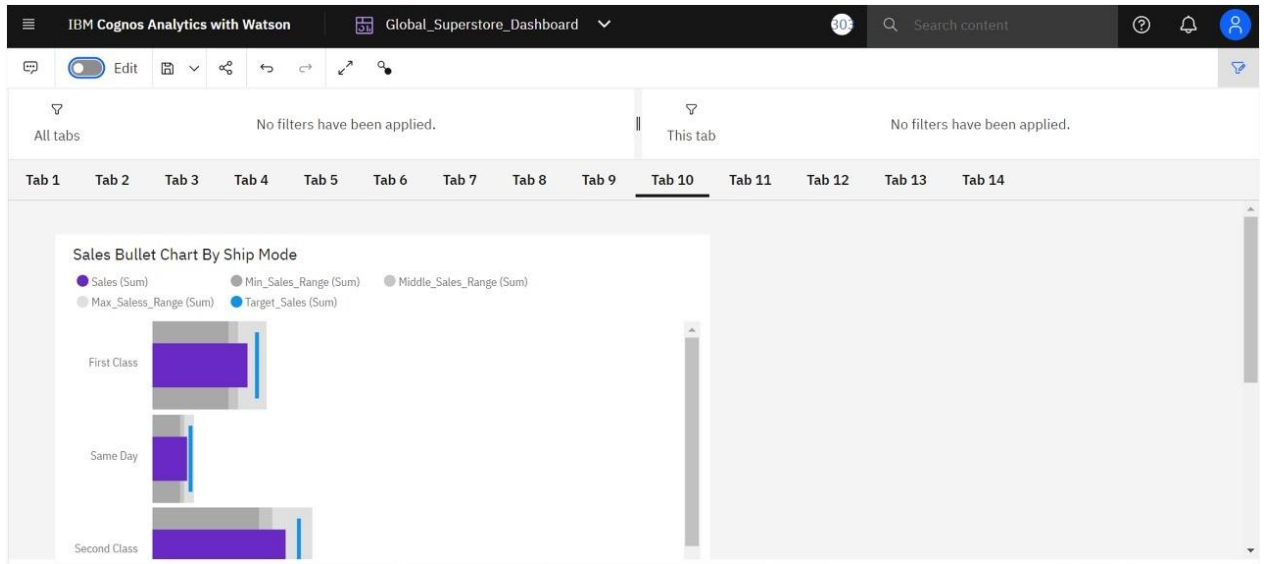 IBM Cognos Analytics with Watson
Global_Superstore_Dashboard
Search content
Edit
All tabs
No filters have been applied.
This tab
No filters have been applied.
Tab 1 Tab 2 Tab 3 Tab 4 Tab 5 Tab 6 Tab 7 Tab 8 Tab 9 Tab 10 Tab 11 Tab 12 Tab 13 Tab 14
Sales Bullet Chart By Ship Mode
Sales (Sum) Min_Sales_Range (Sum) Middle_Sales_Range (Sum)
Max_Saless_Range (Sum) Target_Sales (Sum)
First Class
Same Day
Second Class